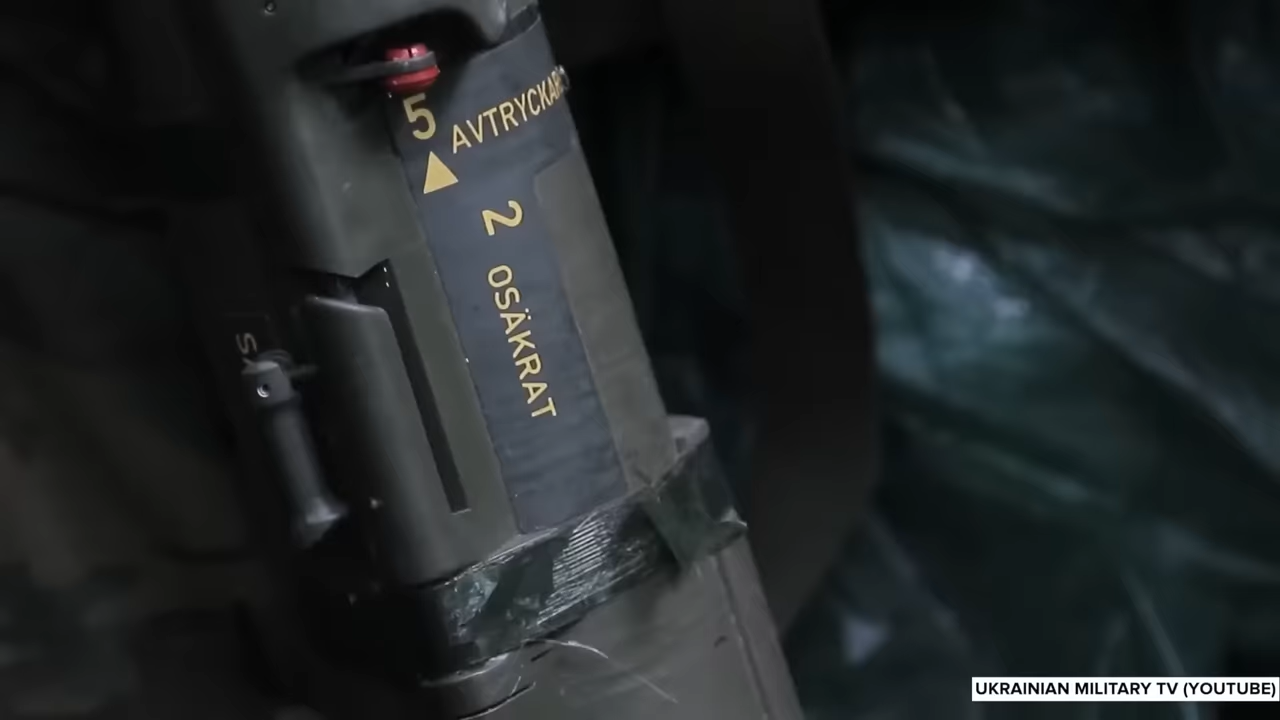 5
AVTRYCKAR
2
OSÄKRAT
UKRAINIAN MILITARY TV (YOUTUBE)